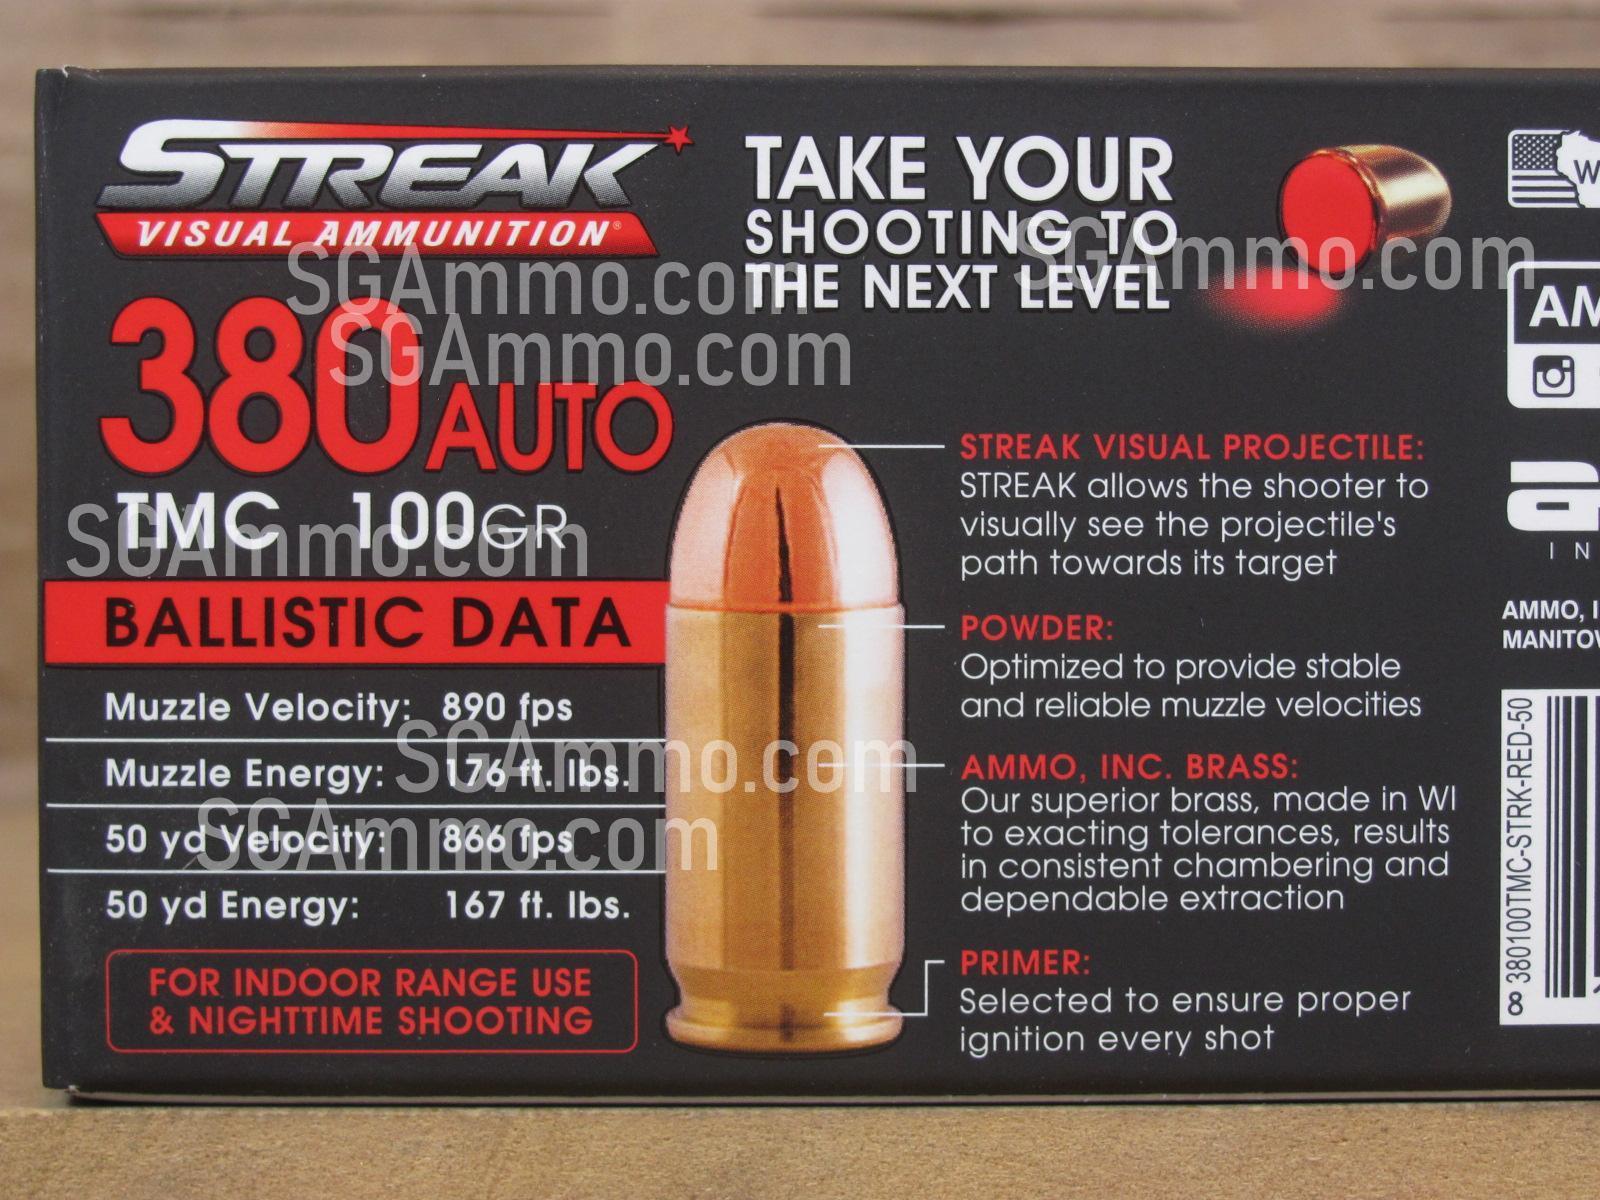 STREAK
VISUAL AMMUNITION®
380 AUTO
TMC 100GR
BALLISTIC DATA
Muzzle Velocity: 890 fps
Muzzle Energy: 176 ft. lbs.
50 yd Velocity: 866 fps
50 yd Energy: 167 ft. lbs.
FOR INDOOR RANGE USE
& NIGHTTIME SHOOTING
TAKE YOUR
SHOOTING TO
THE NEXT LEVEL
STREAK VISUAL PROJECTILE:
STREAK allows the shooter to
visually see the projectile's
path towards its target
POWDER:
Optimized to provide stable
and reliable muzzle velocities
AMMO, INC. BRASS:
Our superior brass, made in WI
to exacting tolerances, results
in consistent chambering and
dependable extraction
PRIMER:
Selected to ensure proper
ignition every shot
W
AM
IN
AMMO, I
MANITOW
380100TMC-STRK-RED-50
8
SGAmmo.com
SGAmmo.com
SGAmmo.com
SGAmmo.com
SGAmmo.com
SGAmmo.com